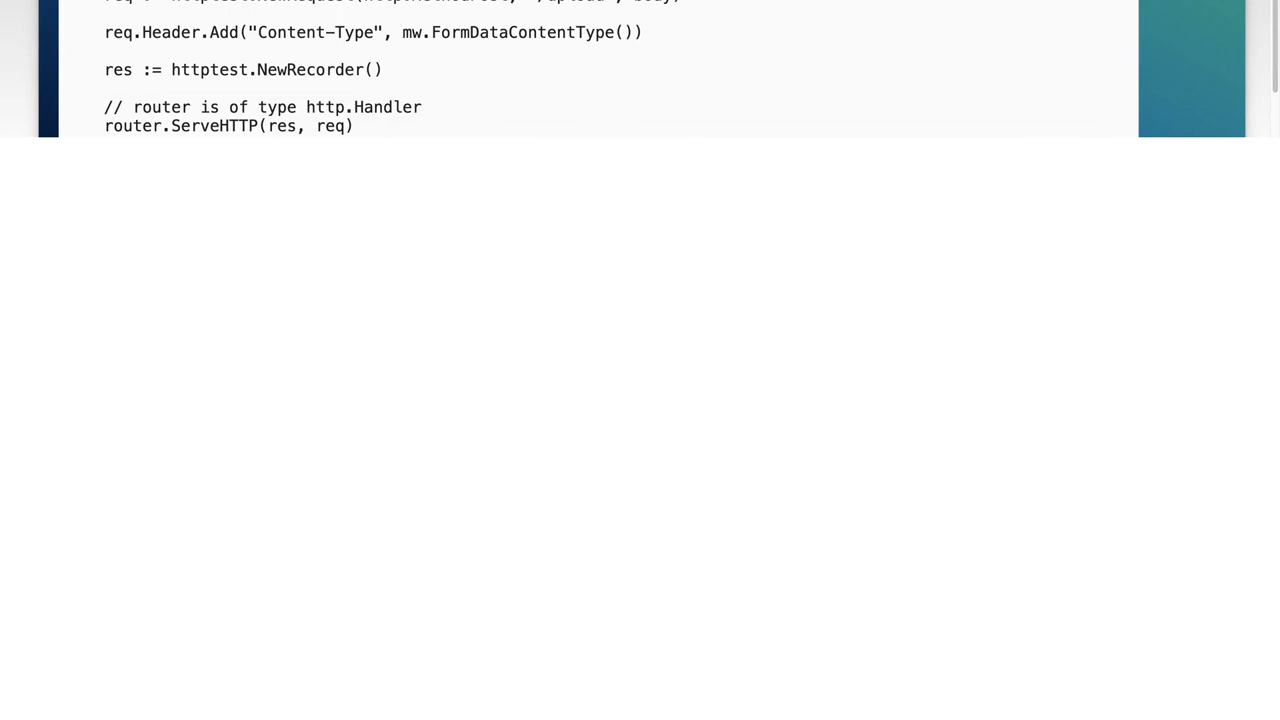 req.Header.Add("Content-Type", mw.FormDataContentType())
res := httptest.NewRecorder()
// router is of type http.Handler
router.ServeHTTP(res, req)